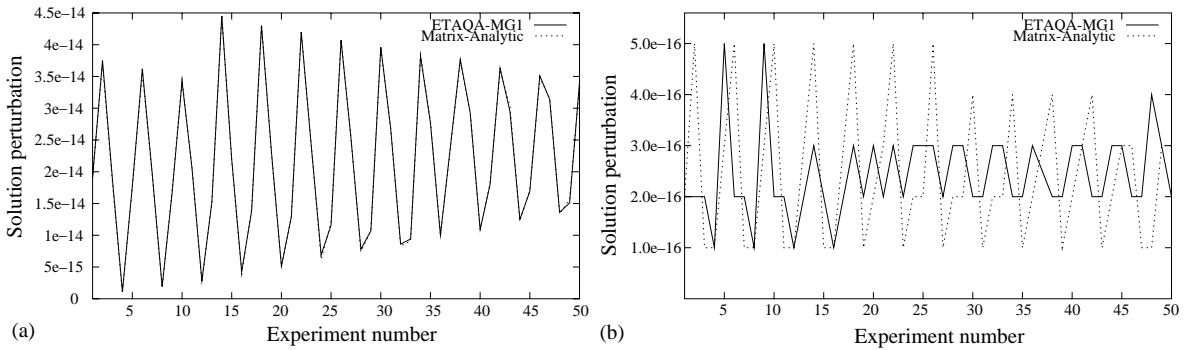 4.5e−14
4e−14
3.5e−14
3e−14
2.5e−14
2e−14
1.5e−14
1e−14
5e−15
0
Solution perturbation
ETAQA-MG1
Matrix-Analytic
5 10 15 20 25 30 35 40 45 50
Experiment number
(a)
5.0e−16
4.0e−16
3.0e−16
2.0e−16
1.0e−16
Solution perturbation
ETAQA-MG1
Matrix-Analytic
5 10 15 20 25 30 35 40 45 50
Experiment number
(b)